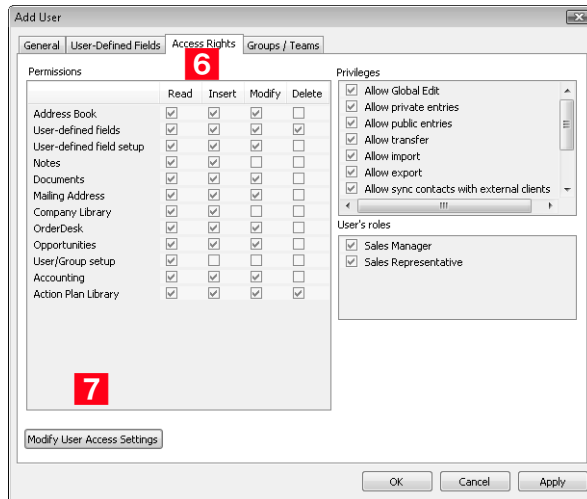 Add User
General User-Defined Fields Access Rights Groups / Teams
6
Permissions
Read Insert Modify Delete
Address Book
User-defined fields
User-defined field setup
Notes
Documents
Mailing Address
Company Library
OrderDesk
Opportunities
User/Group setup
Accounting
Action Plan Library
7
Modify User Access Settings
Privileges
Allow Global Edit
Allow private entries
Allow public entries
Allow transfer
Allow import
Allow export
Allow sync contacts with external clients
User's roles
Sales Manager
Sales Representative
OK Cancel Apply